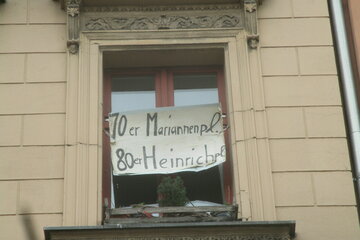 70er Mariannenpl.
80er Heinrichpl